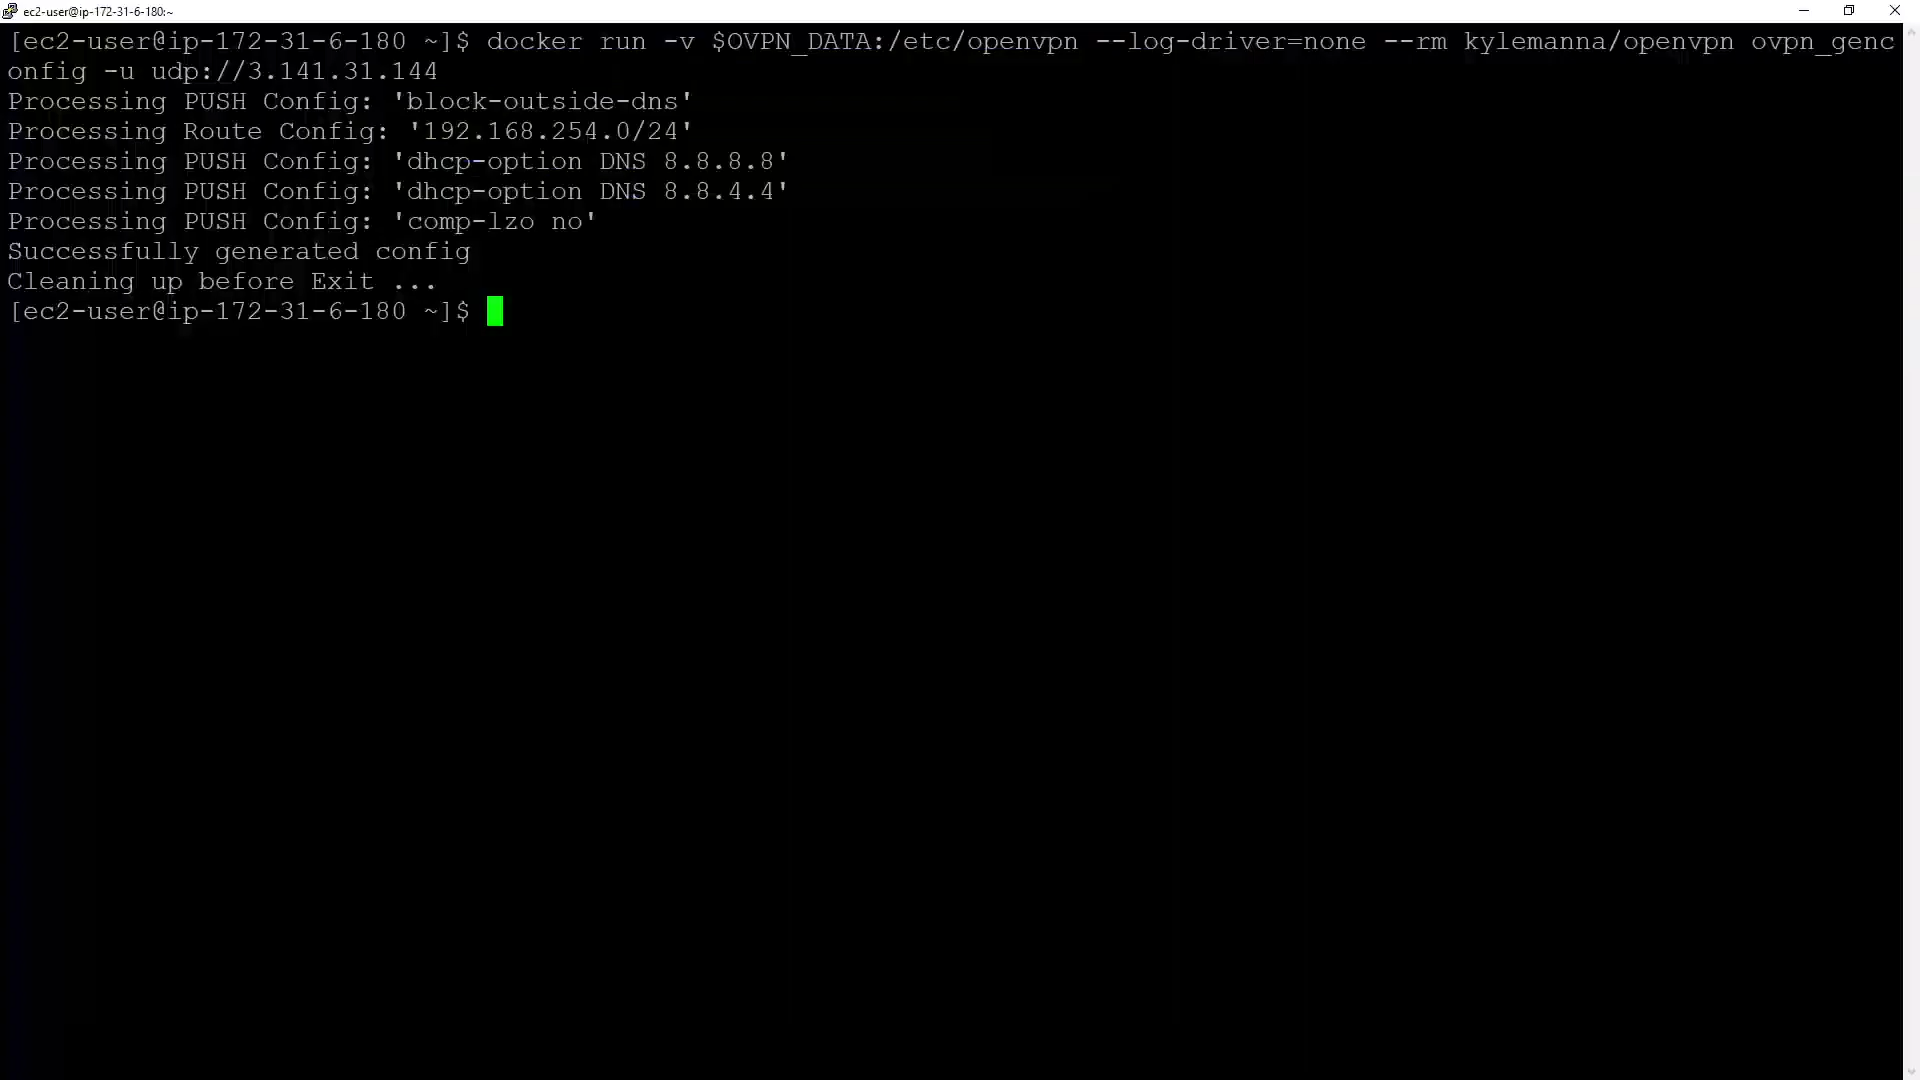 ec2-user@ip-172-31-6-180:~
[ec2-user@ip-172-31-6-180 ~]$ docker run -v $OVPN_DATA:/etc/openvpn --log-driver=none --rm kylemanna/openvpn ovpn_genc
onfig -u udp://3.141.31.144
Processing PUSH Config: 'block-outside-dns'
Processing Route Config: '192.168.254.0/24'
Processing PUSH Config: 'dhcp-option DNS 8.8.8.8'
Processing PUSH Config: 'dhcp-option DNS 8.8.4.4'
Processing PUSH Config: 'comp-lzo no'
Successfully generated config
Cleaning up before Exit ...
[ec2-user@ip-172-31-6-180 ~]$